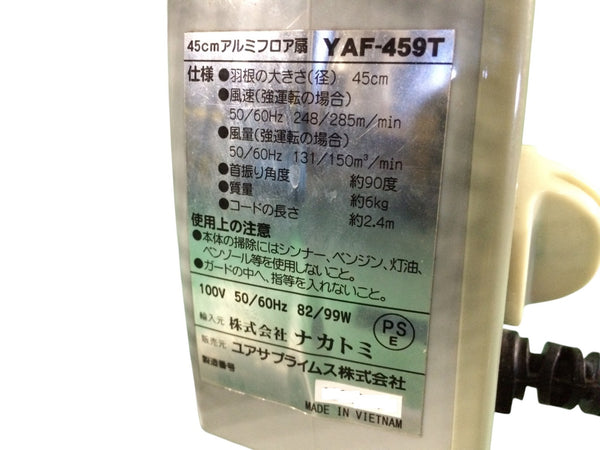 45cmアルミフロア扇 YAF-459T
仕様 ●羽根の大きさ(径) 45cm
●風速(強運転の場合)
50/60Hz 248/285m/min
●風量(強運転の場合)
50/60Hz 131/150m³/min
●首振り角度 約90度
●質量 約6kg
●コードの長さ 約2.4m
使用上の注意
●本体の掃除にはシンナー、ベンジン、灯油、
ベンゾール等を使用しないこと。
●ガードの中へ、指等を入れないこと。
100V 50/60Hz 82/99W
輸入元 株式会社 ナカトミ PS E
販売元 ユアサプライムス株式会社
製造番号
MADE IN VIETNAM